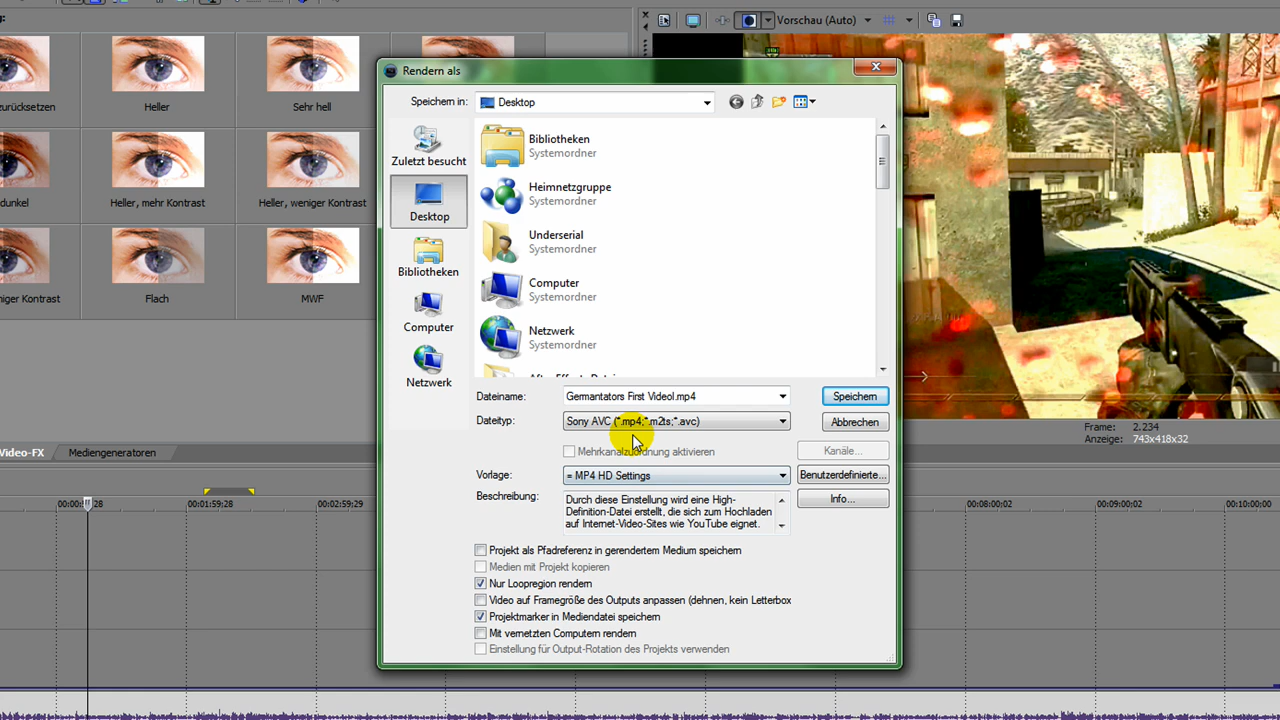 Vorschau (Auto)
zurücksetzen
Heller
Sehr hell
dunkel
Heller, mehr Kontrast
Heller, weniger Kontrast
niger Kontrast
Flach
MWF
Rendern als
Speichern in:
Desktop
Zuletzt besucht
Desktop
Bibliotheken
Computer
Netzwerk
Bibliotheken
Systemordner
Heimnetzgruppe
Systemordner
Underserial
Systemordner
Computer
Systemordner
Netzwerk
Systemordner
Dateiname:
Germantators First Videol.mp4
Speichern
Dateityp:
Sony AVC (*.mp4;*.m2ts;*.avc)
Abbrechen
Mehrkanalzuordnung aktivieren
Kanäle...
Vorlage:
= MP4 HD Settings
Benutzerdefinierte...
Beschreibung:
Durch diese Einstellung wird eine High-
Definition-Datei erstellt, die sich zum Hochladen
auf Internet-Video-Sites wie YouTube eignet.
Info...
Projekt als Pfadreferenz in gerendertem Medium speichern
Medien mit Projekt kopieren
Nur Loopregion rendern
Video auf Framegröße des Outputs anpassen (dehnen, kein Letterbox
Projektmarker in Mediendatei speichern
Mit vernetzten Computern rendern
Einstellung für Output-Rotation des Projekts verwenden
Frame: 2.234
Anzeige: 743x418x32
Video-FX
Mediengeneratoren
00:01:59;28
00:02:59;29
00:08:00;02
00:09:00;02
00:10:00;00